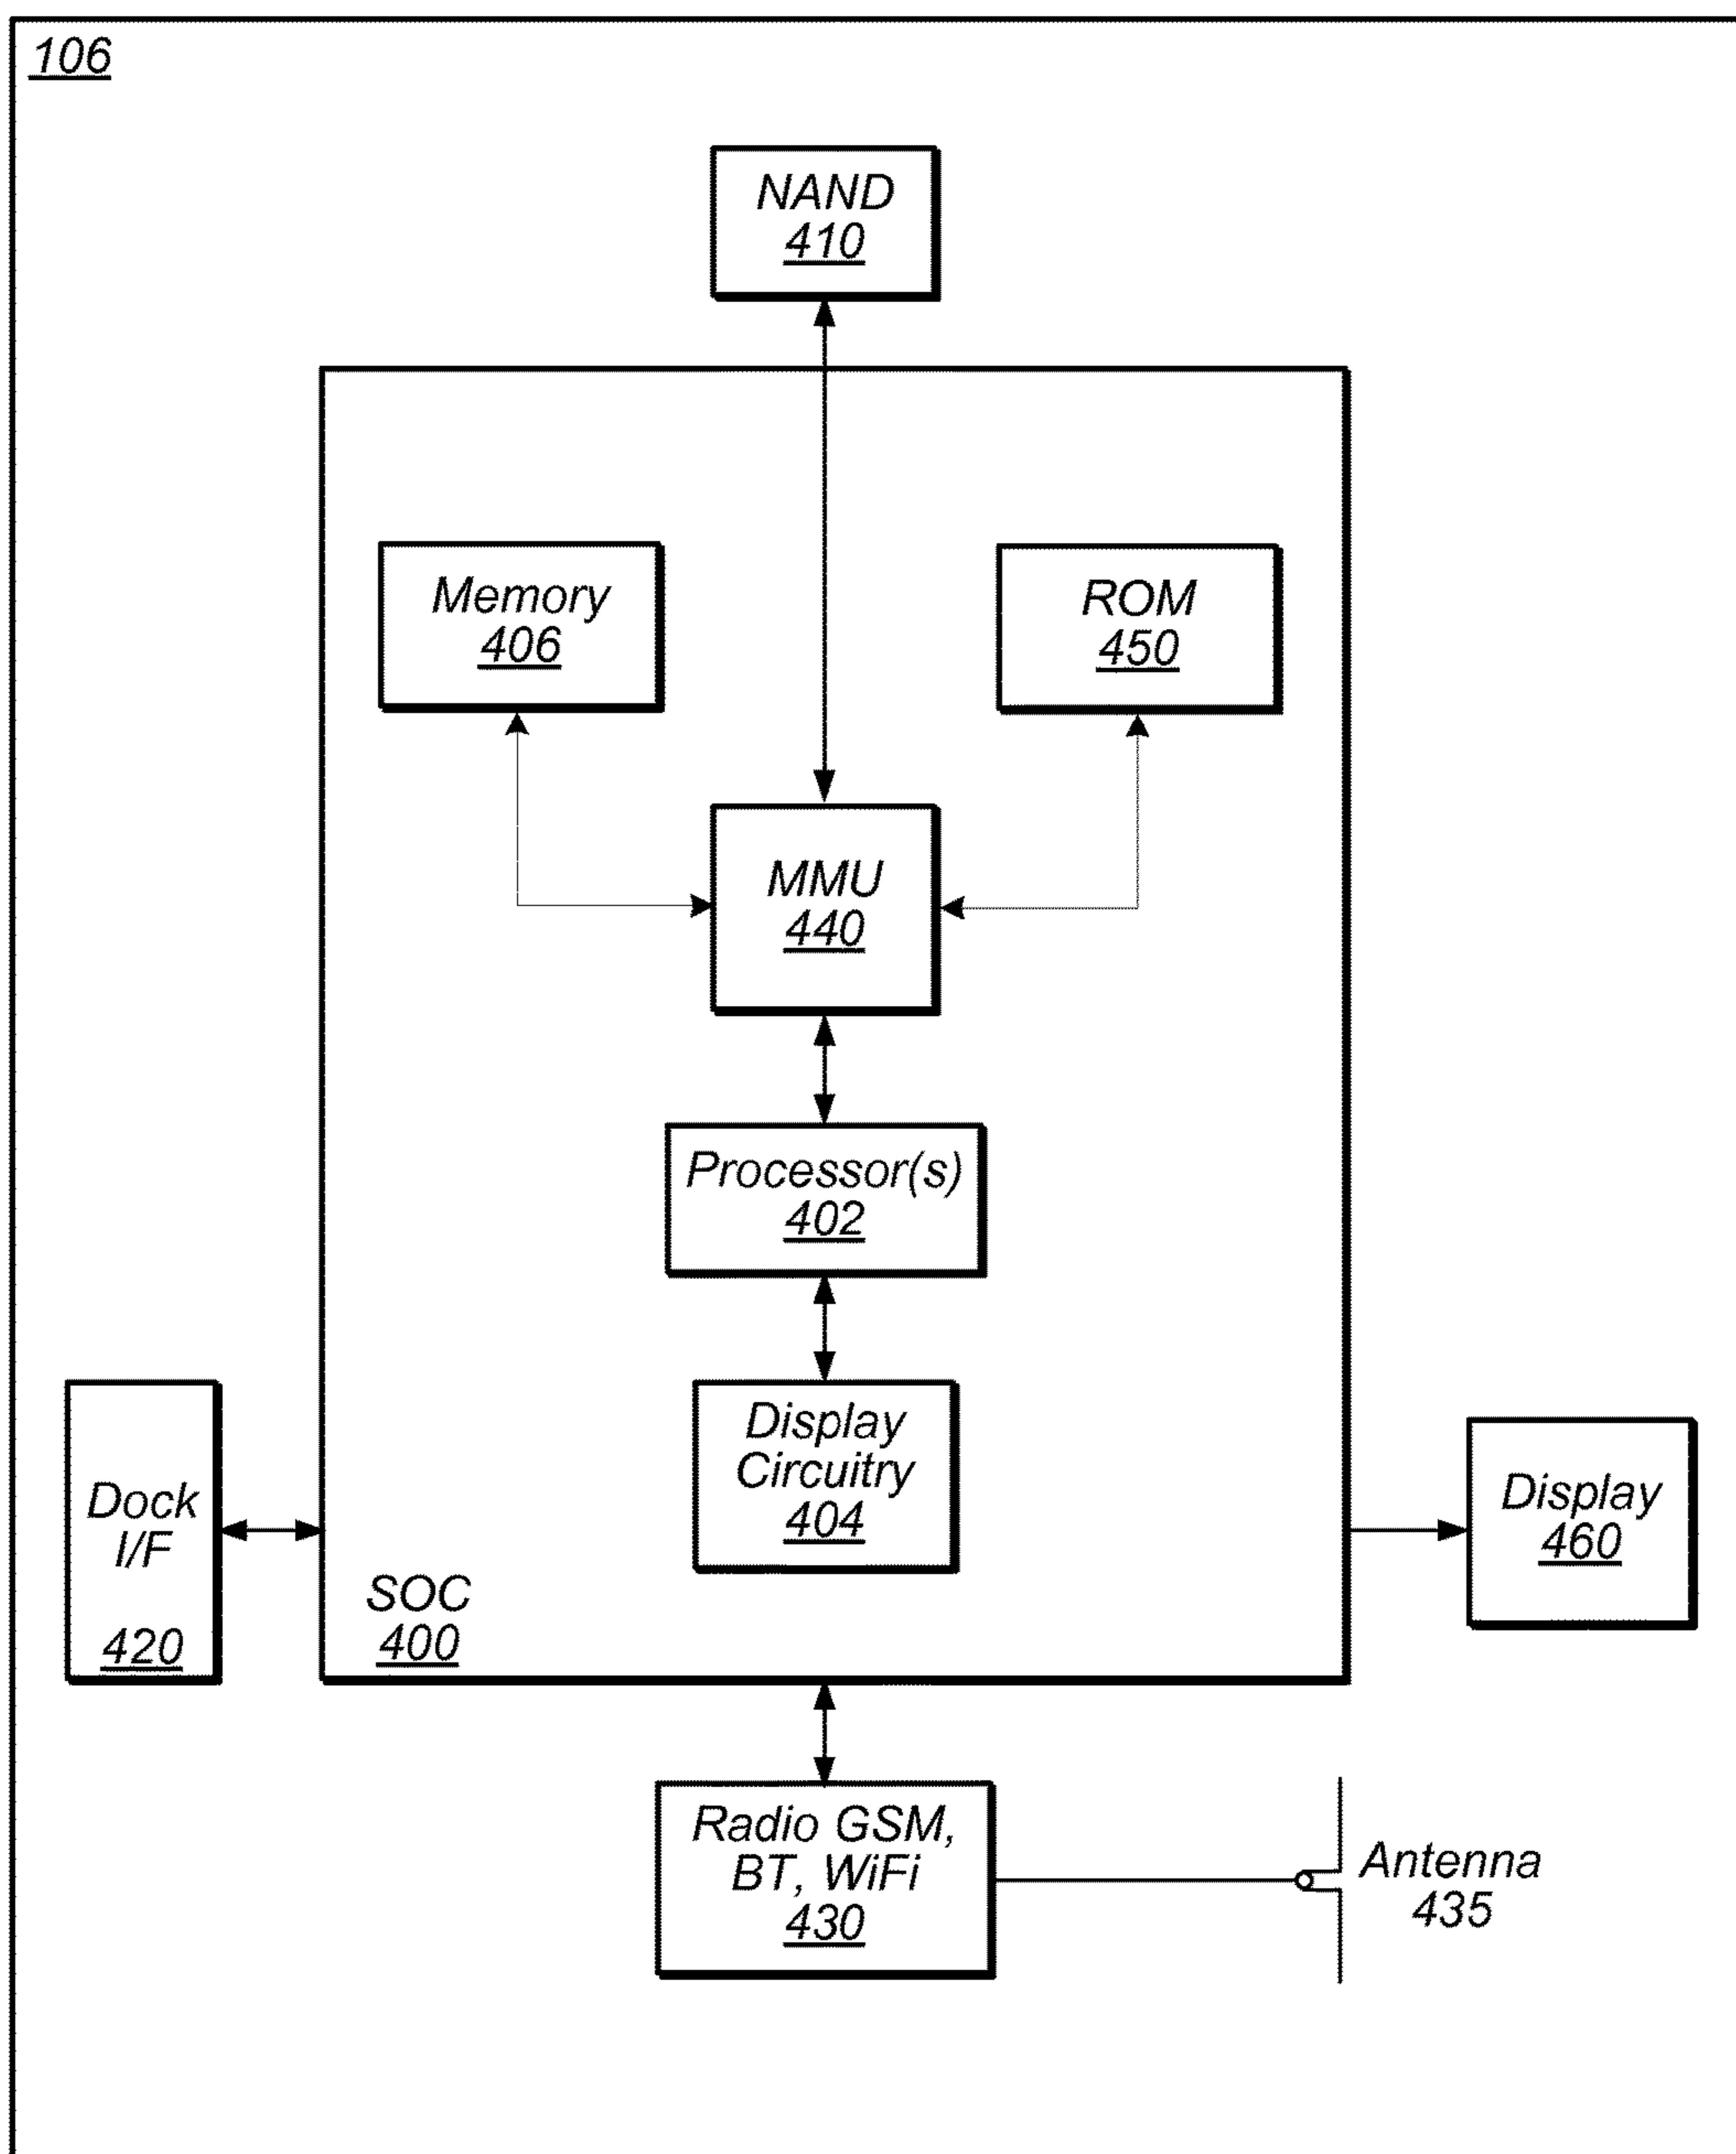 106
NAND
410
Memory
406
ROM
450
MMU
440
Processor(s)
402
Display
Circuitry
404
Dock
I/F
420
SOC
400
Display
460
Radio GSM,
BT, WiFi
430
Antenna
435